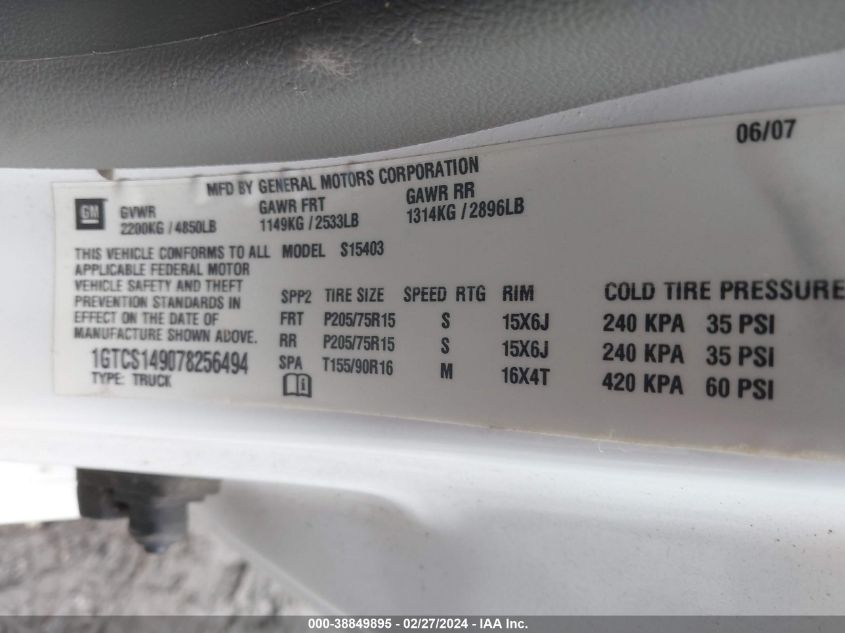 06/07
MFD BY GENERAL MOTORS CORPORATION
GM GVWR GAWR FRT GAWR RR
2200KG / 4850LB 1149KG / 2533LB 1314KG / 2896LB
THIS VEHICLE CONFORMS TO ALL MODEL S15403
APPLICABLE FEDERAL MOTOR
VEHICLE SAFETY AND THEFT
PREVENTION STANDARDS IN
EFFECT ON THE DATE OF
MANUFACTURE SHOWN ABOVE.
1GTCS149078256494
TYPE: TRUCK
SPP2 TIRE SIZE SPEED RTG RIM COLD TIRE PRESSURE
FRT P205/75R15 S 15X6J 240 KPA 35 PSI
RR P205/75R15 S 15X6J 240 KPA 35 PSI
SPA T155/90R16 M 16X4T 420 KPA 60 PSI
000-38849895 - 02/27/2024 - IAA Inc.